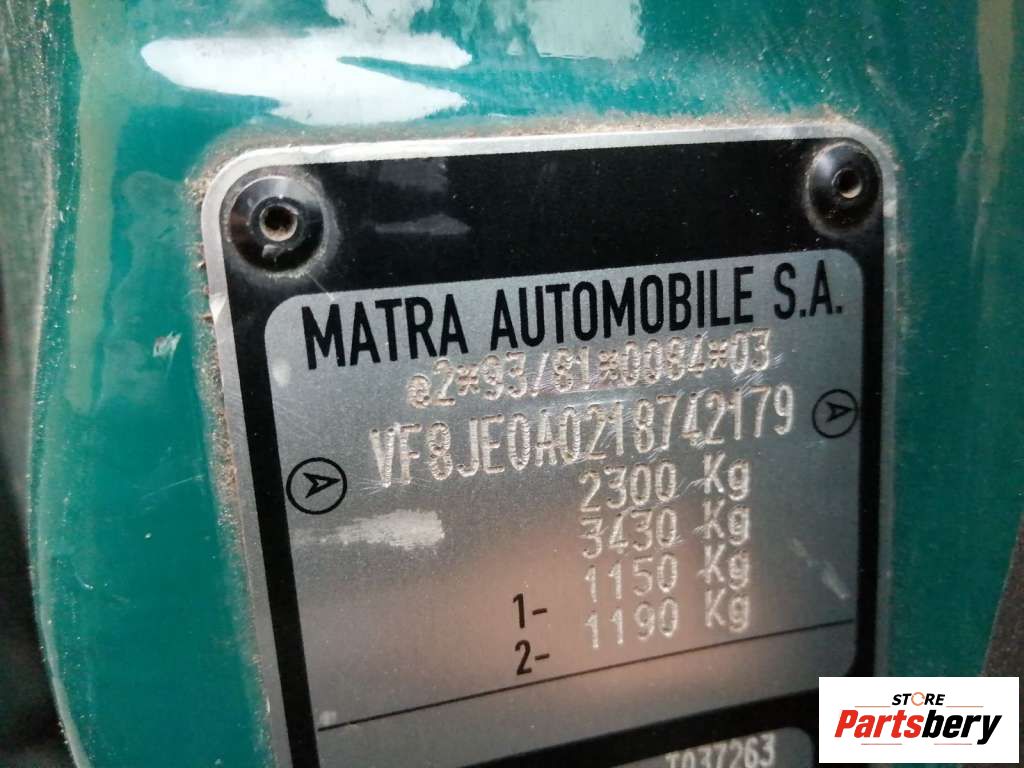 MATRA AUTOMOBILE S.A.
e2*93/81*0084*03
VF8JE0A0218742179
A A
2300 Kg
3430 Kg
1- 1150 Kg
2- 1190 Kg
T037263
STORE
Partsbery